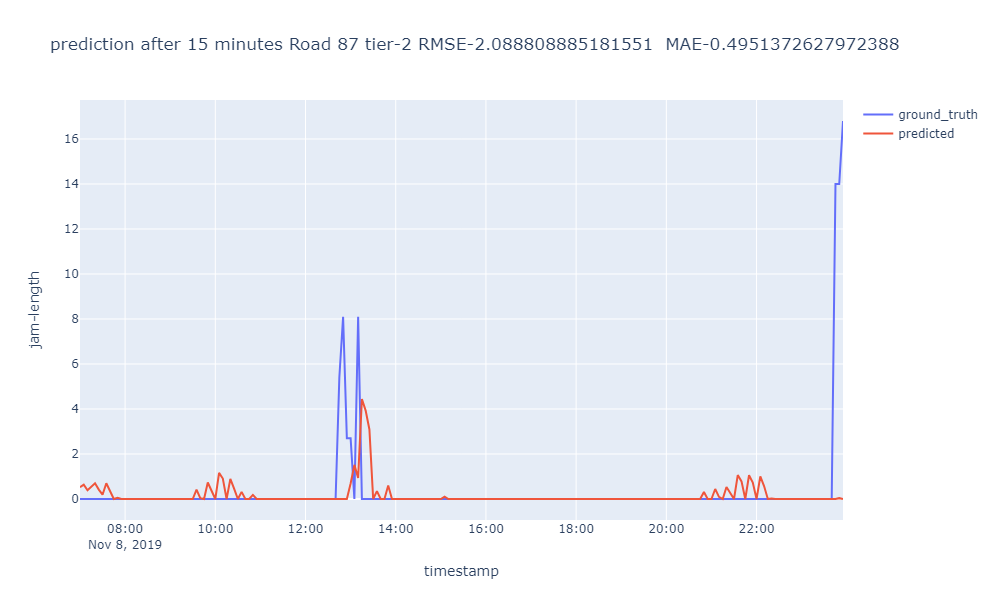 prediction after 15 minutes Road 87 tier-2 RMSE-2.088808885181551  MAE-0.4951372627972388
ground_truth
predicted
16
14
12
10
8
6
4
2
0
jam-length
08:00 10:00 12:00 14:00 16:00 18:00 20:00 22:00
Nov 8, 2019
timestamp